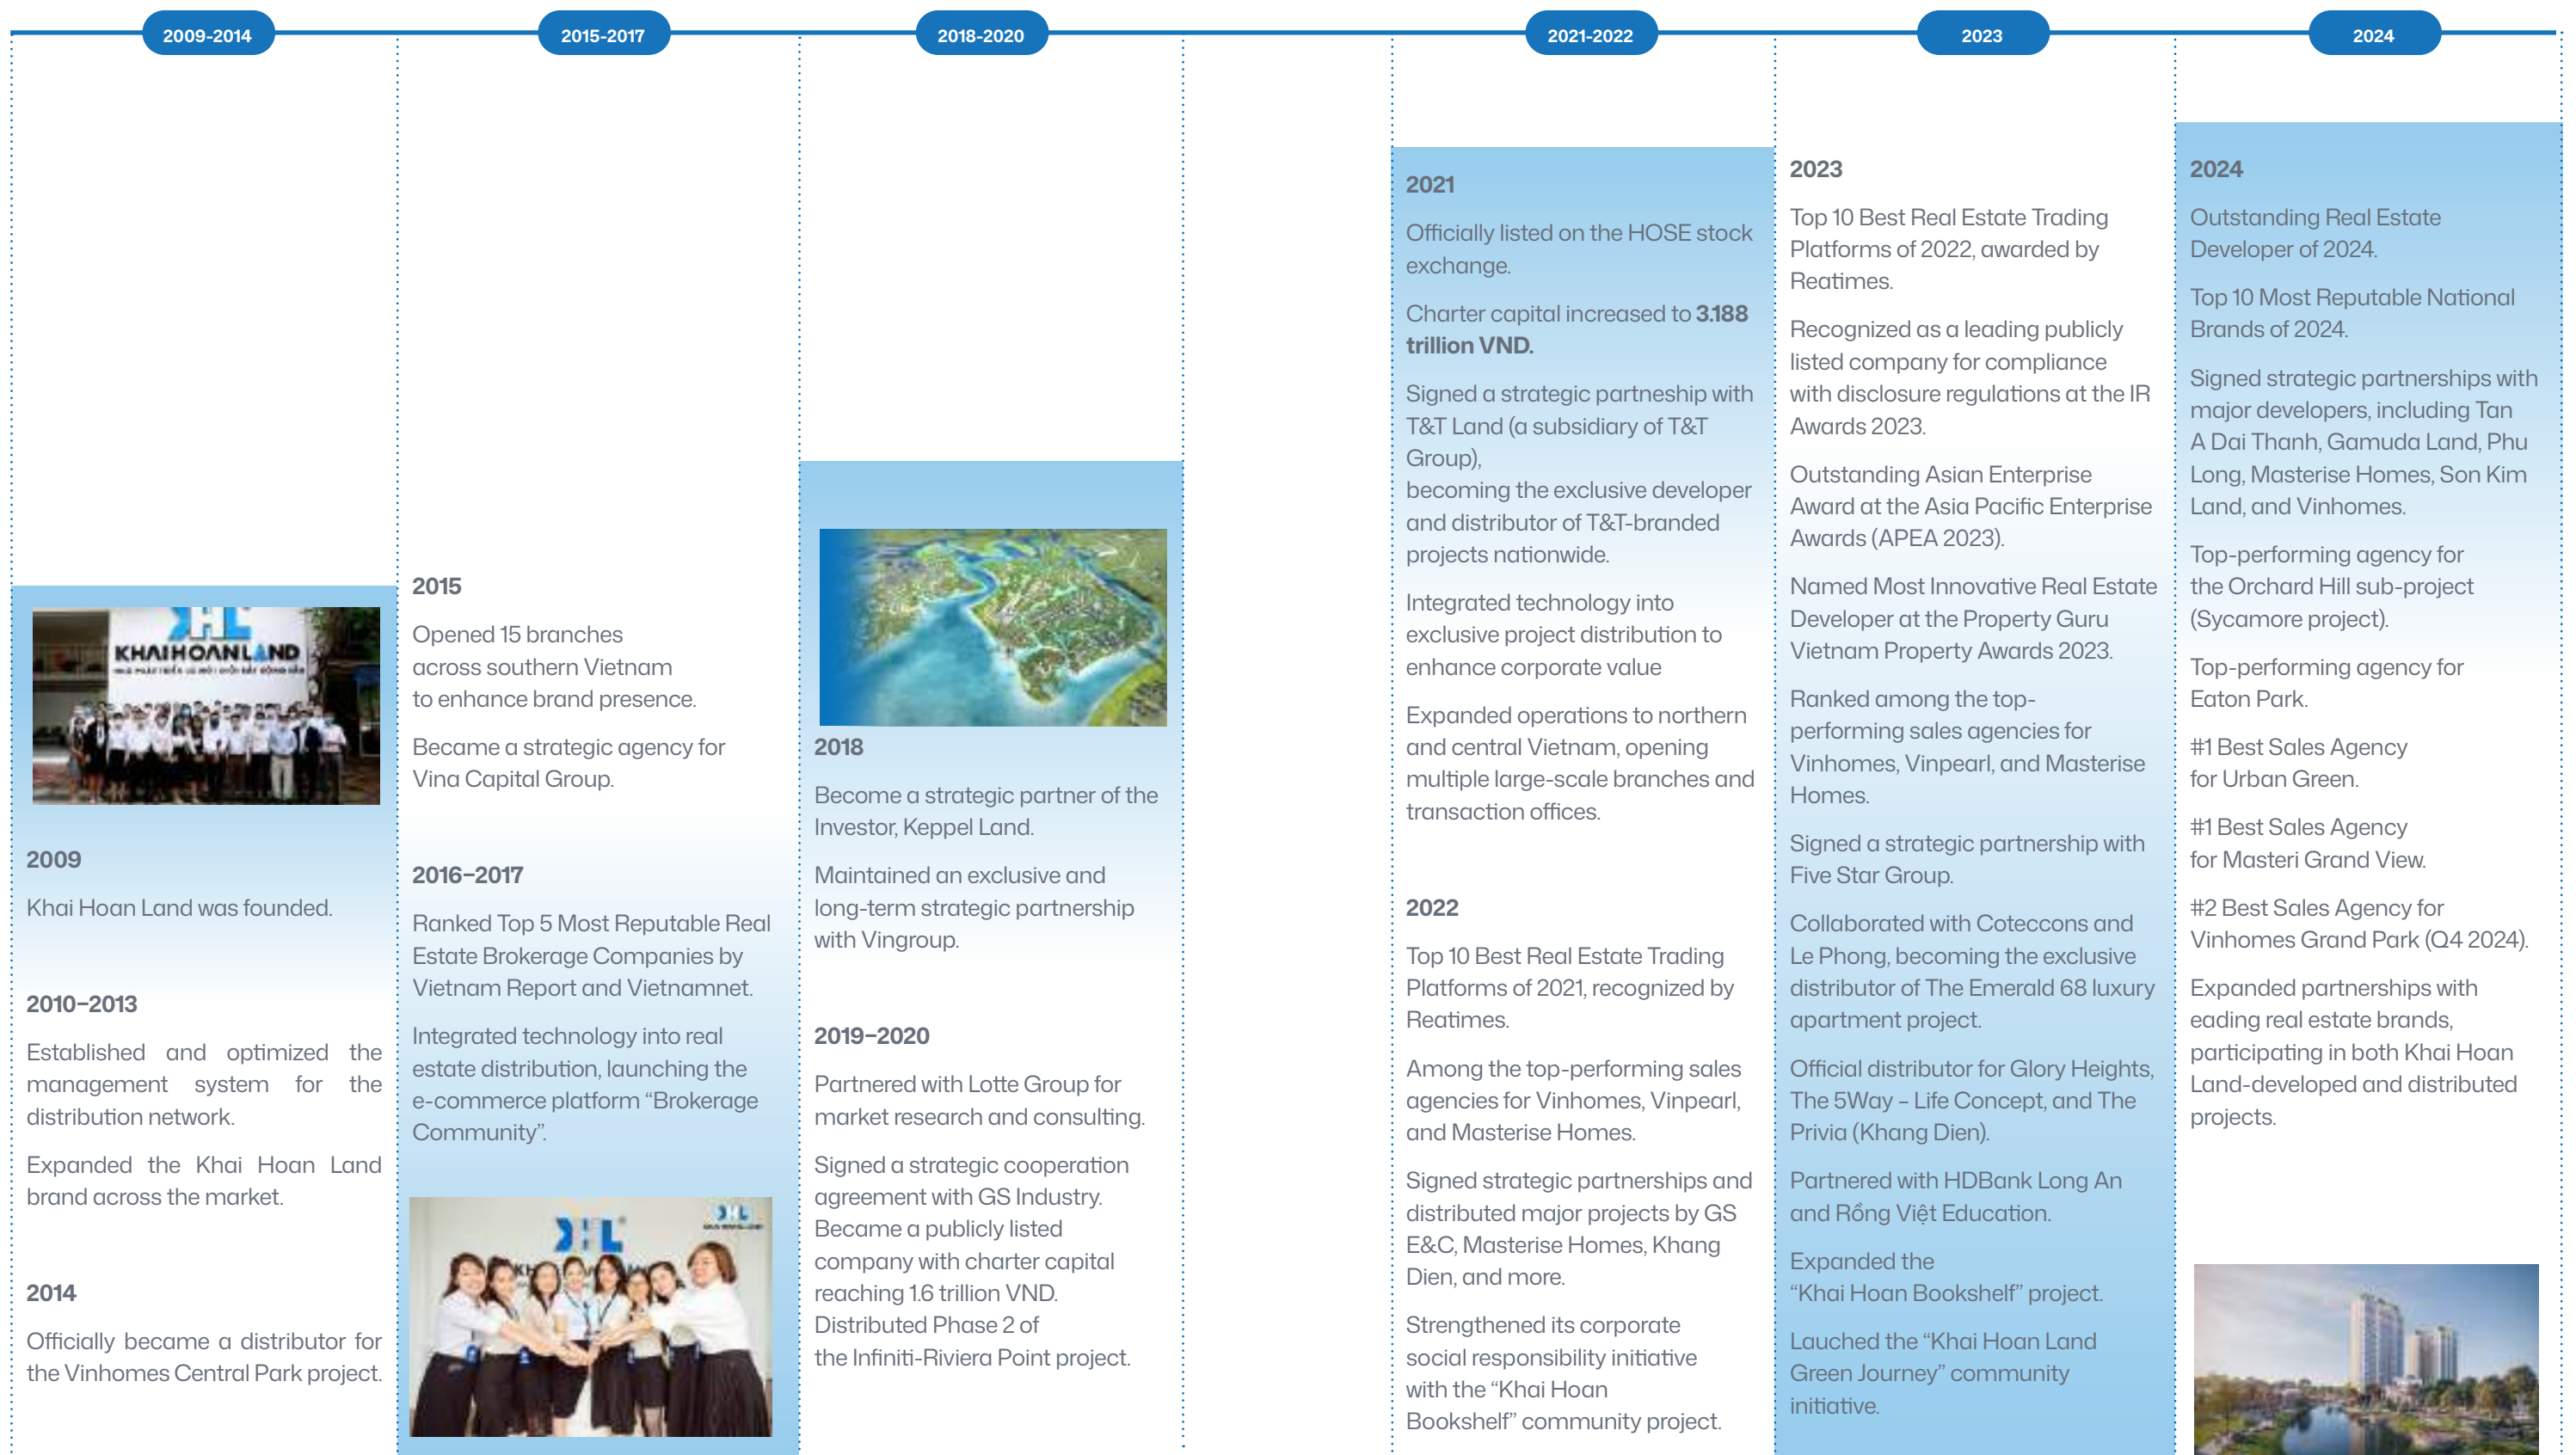 2009-2014
2015-2017
2018-2020
2021-2022
2023
2024
KHAIHOANLAND
2009
Khai Hoan Land was founded.
2010–2013
Established and optimized the
management system for the
distribution network.
Expanded the Khai Hoan Land
brand across the market.
2014
Officially became a distributor for
the Vinhomes Central Park project.
2015
Opened 15 branches
across southern Vietnam
to enhance brand presence.
Became a strategic agency for
Vina Capital Group.
2016–2017
Ranked Top 5 Most Reputable Real
Estate Brokerage Companies by
Vietnam Report and Vietnamnet.
Integrated technology into real
estate distribution, launching the
e-commerce platform “Brokerage
Community”.
2018
Become a strategic partner of the
Investor, Keppel Land.
Maintained an exclusive and
long-term strategic partnership
with Vingroup.
2019–2020
Partnered with Lotte Group for
market research and consulting.
Signed a strategic cooperation
agreement with GS Industry.
Became a publicly listed
company with charter capital
reaching 1.6 trillion VND.
Distributed Phase 2 of
the Infiniti-Riviera Point project.
2021
Officially listed on the HOSE stock
exchange.
Charter capital increased to 3.188
trillion VND.
Signed a strategic partneship with
T&T Land (a subsidiary of T&T
Group),
becoming the exclusive developer
and distributor of T&T-branded
projects nationwide.
Integrated technology into
exclusive project distribution to
enhance corporate value
Expanded operations to northern
and central Vietnam, opening
multiple large-scale branches and
transaction offices.
2022
Top 10 Best Real Estate Trading
Platforms of 2021, recognized by
Reatimes.
Among the top-performing sales
agencies for Vinhomes, Vinpearl,
and Masterise Homes.
Signed strategic partnerships and
distributed major projects by GS
E&C, Masterise Homes, Khang
Dien, and more.
Strengthened its corporate
social responsibility initiative
with the “Khai Hoan
Bookshelf” community project.
2023
Top 10 Best Real Estate Trading
Platforms of 2022, awarded by
Reatimes.
Recognized as a leading publicly
listed company for compliance
with disclosure regulations at the IR
Awards 2023.
Outstanding Asian Enterprise
Award at the Asia Pacific Enterprise
Awards (APEA 2023).
Named Most Innovative Real Estate
Developer at the Property Guru
Vietnam Property Awards 2023.
Ranked among the top-
performing sales agencies for
Vinhomes, Vinpearl, and Masterise
Homes.
Signed a strategic partnership with
Five Star Group.
Collaborated with Coteccons and
Le Phong, becoming the exclusive
distributor of The Emerald 68 luxury
apartment project.
Official distributor for Glory Heights,
The 5Way – Life Concept, and The
Privia (Khang Dien).
Partnered with HDBank Long An
and Rồng Việt Education.
Expanded the
“Khai Hoan Bookshelf” project.
Lauched the “Khai Hoan Land
Green Journey” community
initiative.
2024
Outstanding Real Estate
Developer of 2024.
Top 10 Most Reputable National
Brands of 2024.
Signed strategic partnerships with
major developers, including Tan
A Dai Thanh, Gamuda Land, Phu
Long, Masterise Homes, Son Kim
Land, and Vinhomes.
Top-performing agency for
the Orchard Hill sub-project
(Sycamore project).
Top-performing agency for
Eaton Park.
#1 Best Sales Agency
for Urban Green.
#1 Best Sales Agency
for Masteri Grand View.
#2 Best Sales Agency for
Vinhomes Grand Park (Q4 2024).
Expanded partnerships with
eading real estate brands,
participating in both Khai Hoan
Land-developed and distributed
projects.